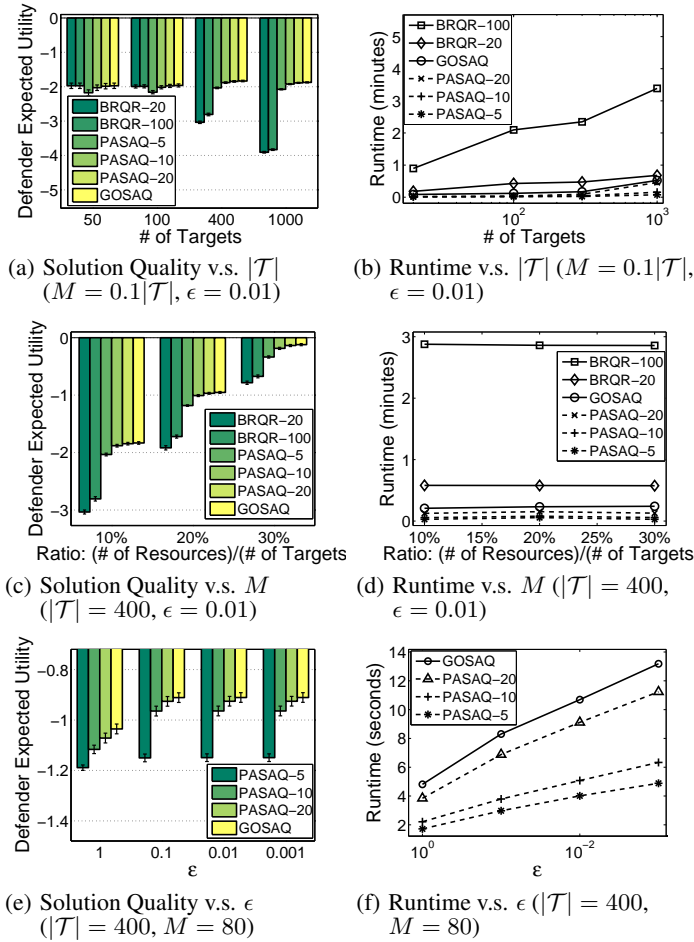 0
−1
−2
−3
−4
−5
Defender Expected Utility
BRQR−20
BRQR−100
PASAQ−5
PASAQ−10
PASAQ−20
GOSAQ
50 100 400 1000
# of Targets
(a) Solution Quality v.s. |𝒯|
(M = 0.1|𝒯|, ϵ = 0.01)
5
4
3
2
1
0
Runtime (minutes)
BRQR−100
BRQR−20
GOSAQ
PASAQ−20
PASAQ−10
PASAQ−5
10² 10³
# of Targets
(b) Runtime v.s. |𝒯| (M = 0.1|𝒯|,
ϵ = 0.01)
0
−1
−2
−3
Defender Expected Utility
BRQR−20
BRQR−100
PASAQ−5
PASAQ−10
PASAQ−20
GOSAQ
10% 20% 30%
Ratio: (# of Resources)/(# of Targets
(c) Solution Quality v.s. M
(|𝒯| = 400, ϵ = 0.01)
3
2
1
0
Runtime (minutes)
BRQR−100
BRQR−20
GOSAQ
PASAQ−20
PASAQ−10
PASAQ−5
10% 15% 20% 25% 30%
Ratio: (# of Resources)/(# of Targets
(d) Runtime v.s. M (|𝒯| = 400,
ϵ = 0.01)
−0.8
−1
−1.2
−1.4
Defender Expected Utility
PASAQ−5
PASAQ−10
PASAQ−20
GOSAQ
1 0.1 0.01 0.001
ε
(e) Solution Quality v.s. ϵ
(|𝒯| = 400, M = 80)
14
12
10
8
6
4
2
Runtime (seconds)
GOSAQ
PASAQ−20
PASAQ−10
PASAQ−5
10⁰ 10⁻²
ε
(f) Runtime v.s. ϵ (|𝒯| = 400,
M = 80)